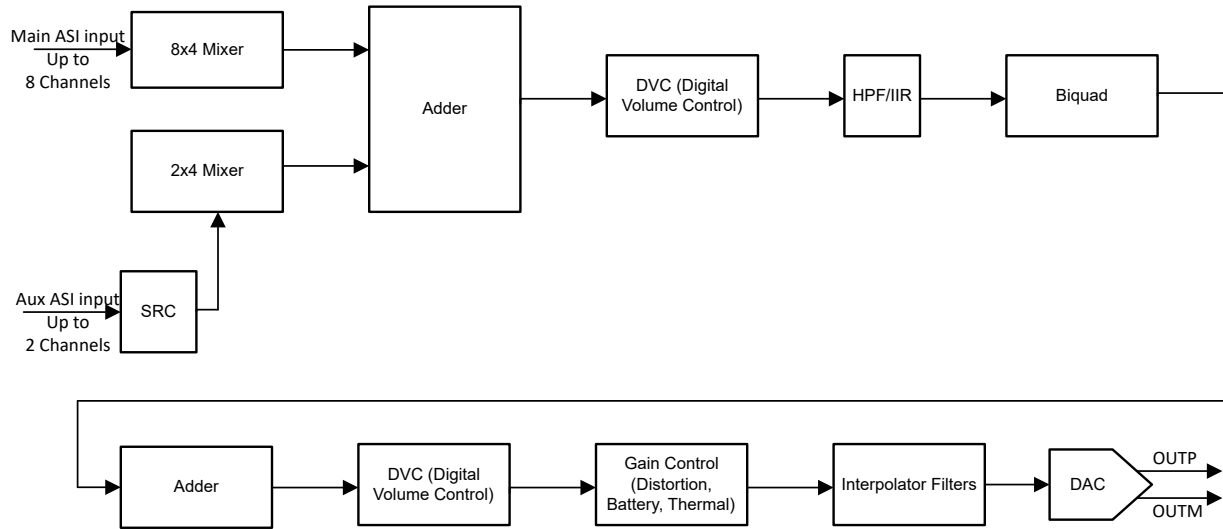 Main ASI input
Up to
8 Channels
8x4 Mixer
2x4 Mixer
Aux ASI input
Up to
2 Channels
SRC
Adder
DVC (Digital
Volume Control)
HPF/IIR
Biquad
Adder
DVC (Digital
Volume Control)
Gain Control
(Distortion,
Battery, Thermal)
Interpolator Filters
DAC
OUTP
OUTM